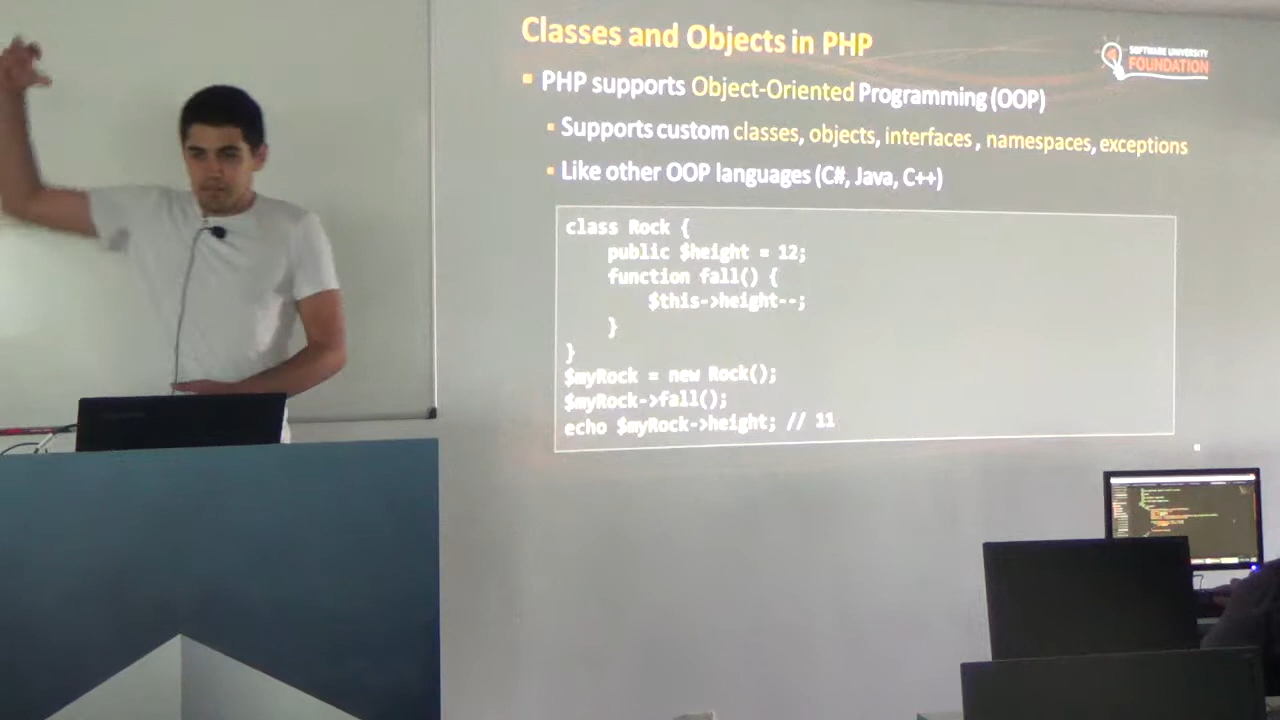 Classes and Objects in PHP
SOFTWARE UNIVERSITY
FOUNDATION
▪ PHP supports Object-Oriented Programming (OOP)
▪ Supports custom classes, objects, interfaces , namespaces, exceptions
▪ Like other OOP languages (C#, Java, C++)
class Rock {
    public $height = 12;
    function fall() {
        $this->height--;
    }
}
$myRock = new Rock();
$myRock->fall();
echo $myRock->height; // 11